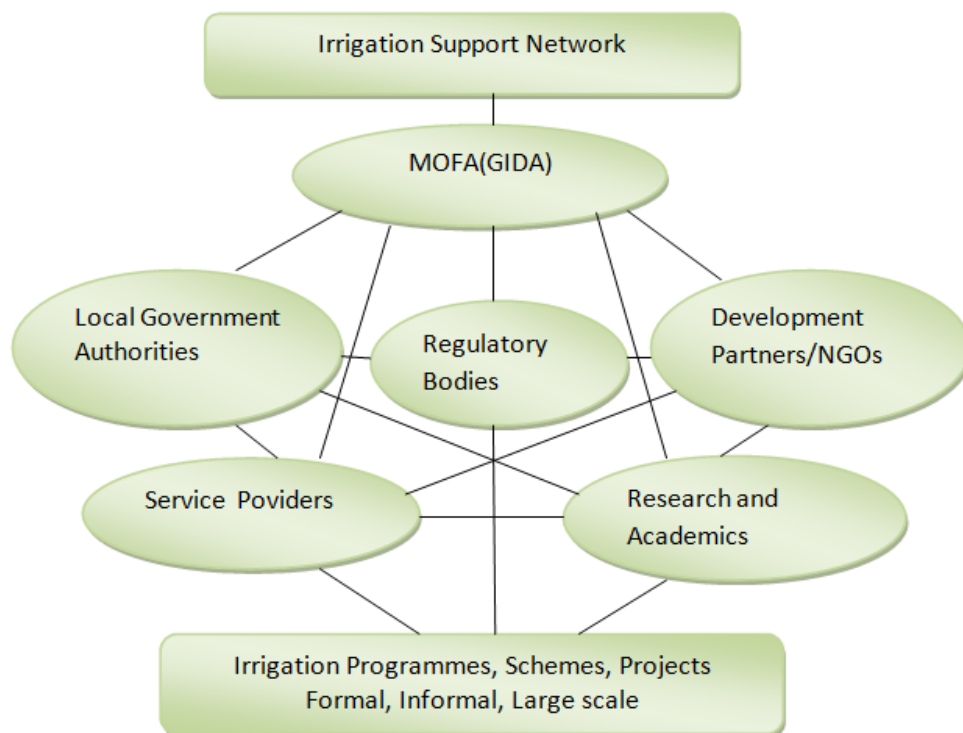 Irrigation Support Network
MOFA(GIDA)
Local Government
Authorities
Regulatory
Bodies
Development
Partners/NGOs
Service Poviders
Research and
Academics
Irrigation Programmes, Schemes, Projects
Formal, Informal, Large scale